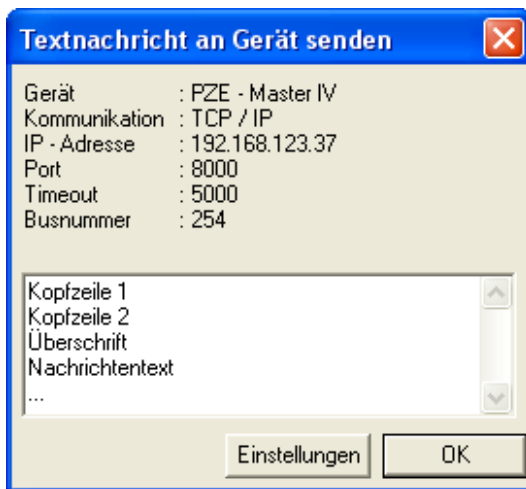 Textnachricht an Gerät senden
Gerät : PZE - Master IV
Kommunikation : TCP / IP
IP - Adresse : 192.168.123.37
Port : 8000
Timeout : 5000
Busnummer : 254
Kopfzeile 1
Kopfzeile 2
Überschrift
Nachrichtentext
...
Einstellungen OK